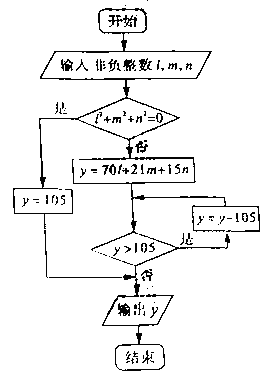 开始
输入 非负整数 l, m, n
是
l²+m²+n²=0
否
y = 70l+21m+15n
y = 105
y = y-105
y >105
是
否
输出 y
结束